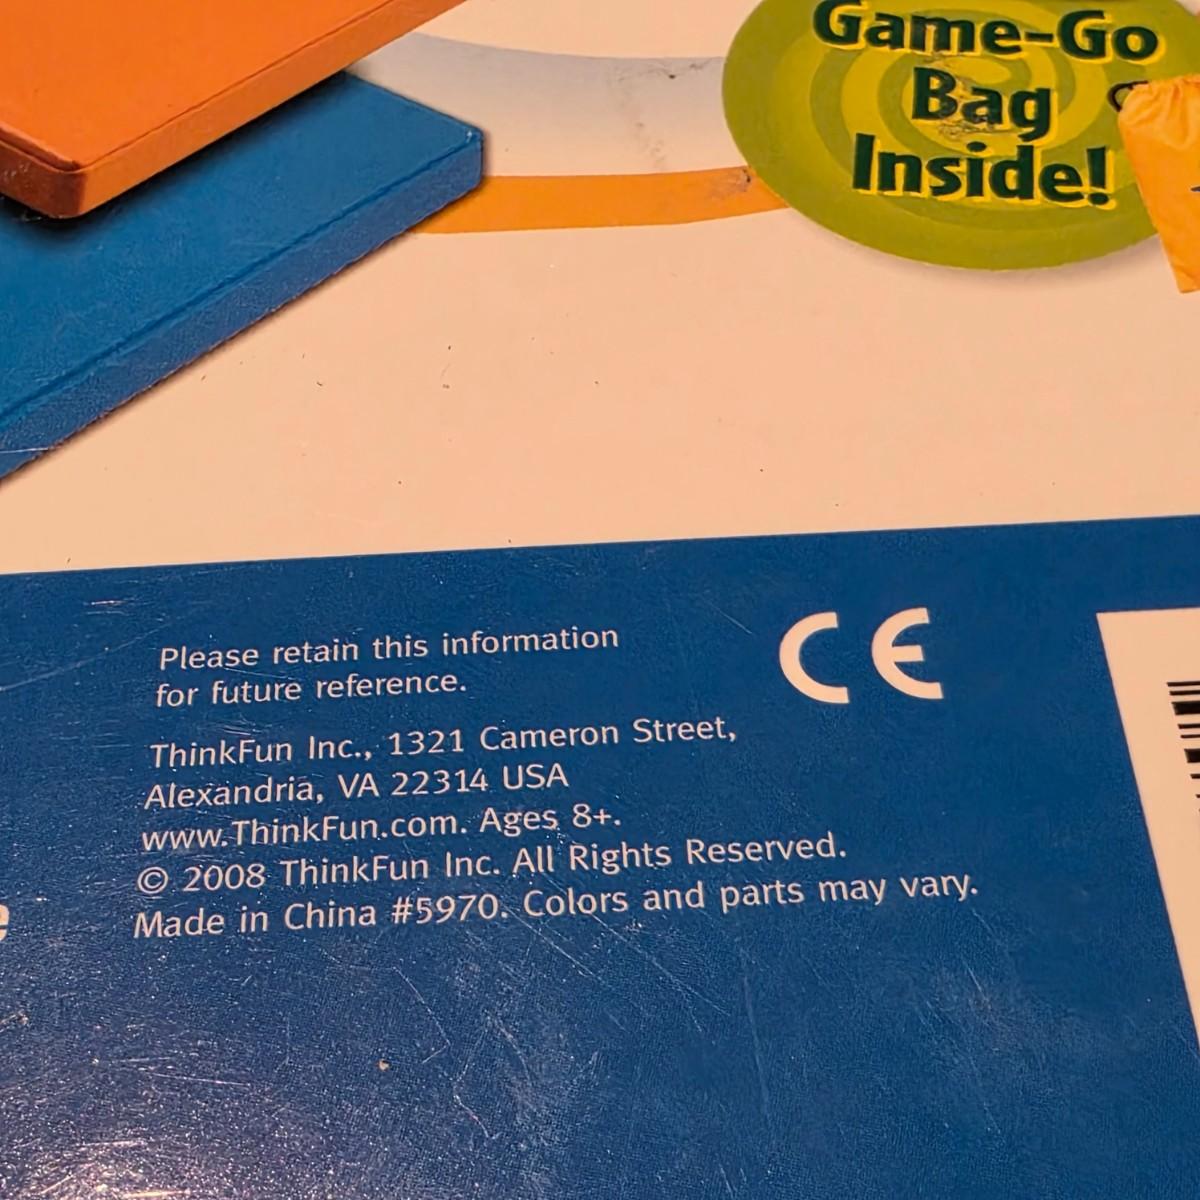 Game-Go
Bag
Inside!
CE
Please retain this information
for future reference.
ThinkFun Inc., 1321 Cameron Street,
Alexandria, VA 22314 USA
www.ThinkFun.com. Ages 8+.
© 2008 ThinkFun Inc. All Rights Reserved.
Made in China #5970. Colors and parts may vary.